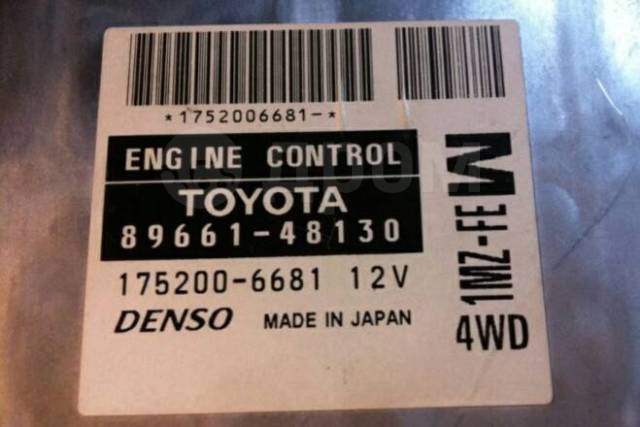 *1752006681-*
ENGINE CONTROL
TOYOTA
89661-48130
175200-6681 12V
DENSO MADE IN JAPAN
1MZ-FE
4WD